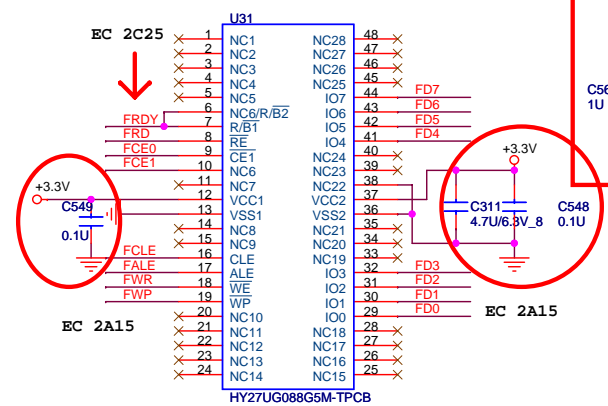 U31
EC 2C25
1 NC1 NC28 48
2 NC2 NC27 47
3 NC3 NC26 46
4 NC4 NC25 45
5 NC5 IO7 44 FD7
6 NC6/R/B2 IO6 43 FD6
FRDY 7 R/B1 IO5 42 FD5
FRD 8 RE IO4 41 FD4
FCE0 9 CE1 NC24 40
FCE1 10 NC6 NC23 39
11 NC7 NC22 38
12 VCC1 VCC2 37
13 VSS1 VSS2 36
14 NC8 NC21 35
15 NC9 NC20 34
FCLE 16 CLE NC19 33
FALE 17 ALE IO3 32 FD3
FWR 18 WE IO2 31 FD2
FWP 19 WP IO1 30 FD1
20 NC10 IO0 29 FD0
21 NC11 NC18 28
22 NC12 NC17 27
23 NC13 NC16 26
24 NC14 NC15 25
HY27UG088G5M-TPCB
+3.3V
C549
0.1U
EC 2A15
+3.3V
C311
4.7U/6.3V_8
C548
0.1U
EC 2A15
C56
1U